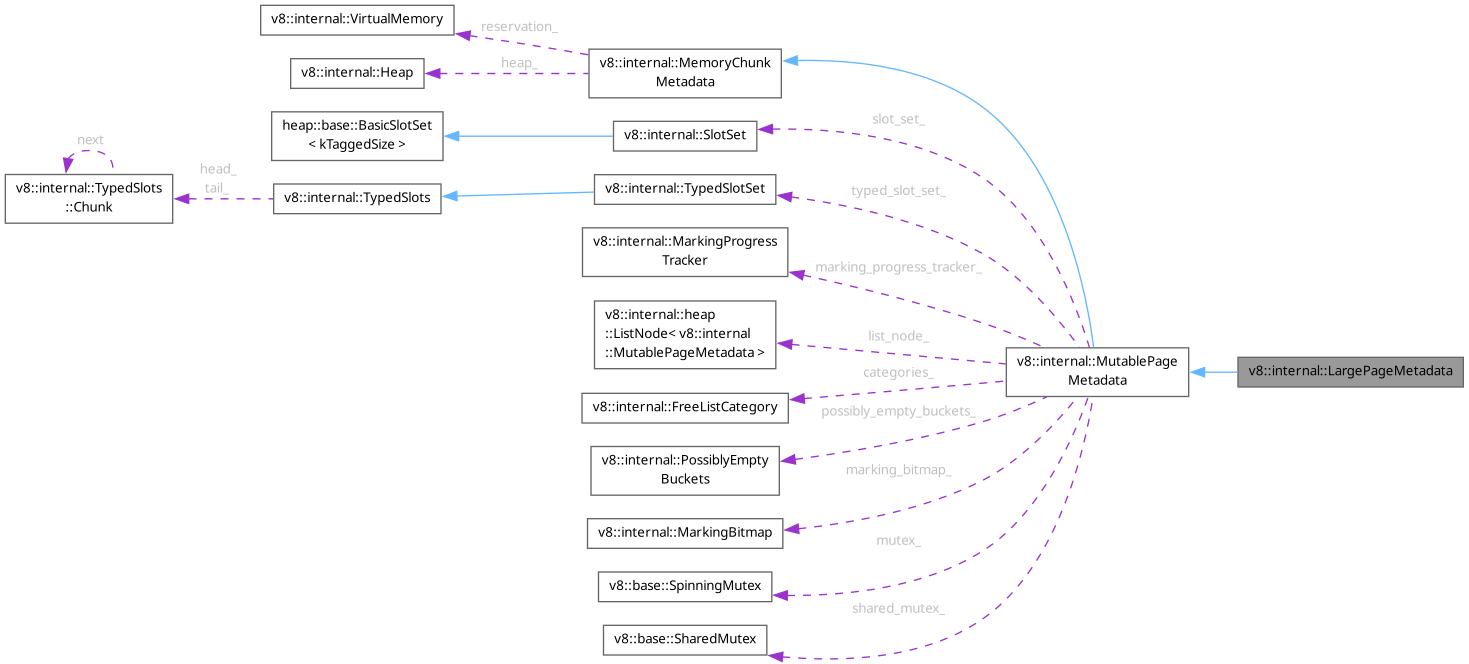 v8::internal::VirtualMemory
reservation_
v8::internal::MemoryChunk
Metadata
v8::internal::Heap
heap_
heap::base::BasicSlotSet
< kTaggedSize >
v8::internal::SlotSet
slot_set_
next
v8::internal::TypedSlots
::Chunk
head_
tail_
v8::internal::TypedSlots
v8::internal::TypedSlotSet
typed_slot_set_
v8::internal::MarkingProgress
Tracker
marking_progress_tracker_
v8::internal::heap
::ListNode< v8::internal
::MutablePageMetadata >
list_node_
v8::internal::MutablePage
Metadata
v8::internal::LargePageMetadata
categories_
v8::internal::FreeListCategory
possibly_empty_buckets_
v8::internal::PossiblyEmpty
Buckets
marking_bitmap_
v8::internal::MarkingBitmap
mutex_
v8::base::SpinningMutex
shared_mutex_
v8::base::SharedMutex